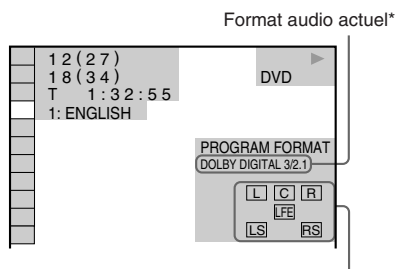 Format audio actuel*
12(27)
18(34)
T 1:32:55
1: ENGLISH
DVD
PROGRAM FORMAT
DOLBY DIGITAL 3/2.1
L C R
LFE
LS RS